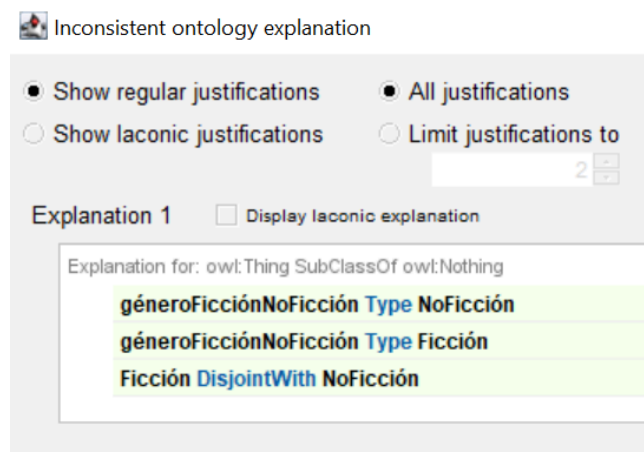 Inconsistent ontology explanation
Show regular justifications All justifications
Show laconic justifications Limit justifications to
2
Explanation 1 Display laconic explanation
Explanation for: owl:Thing SubClassOf owl:Nothing
géneroFicciónNoFicción Type NoFicción
géneroFicciónNoFicción Type Ficción
Ficción DisjointWith NoFicción